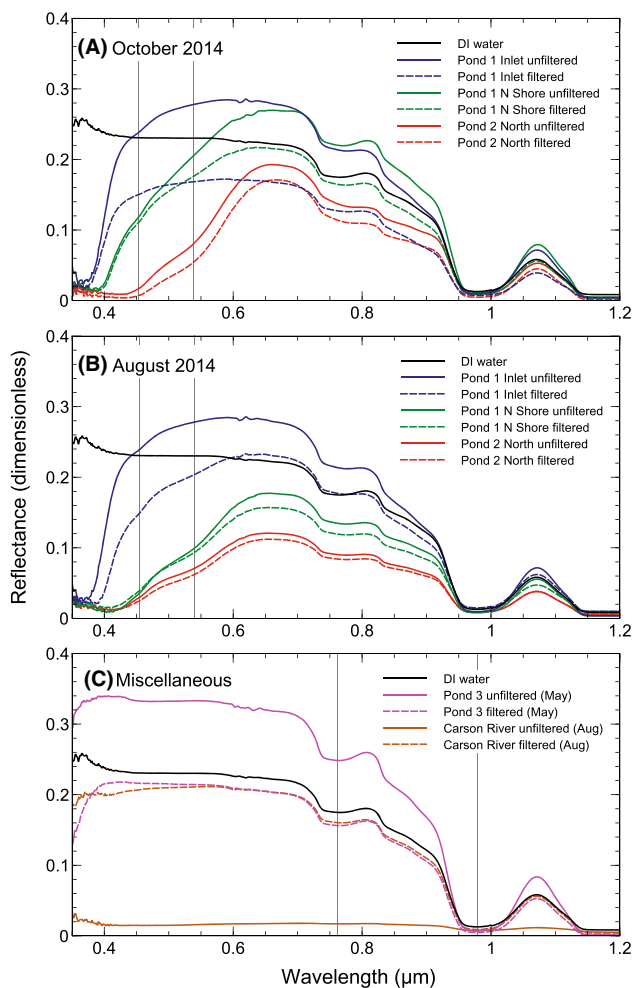 (A) October 2014
DI water
Pond 1 Inlet unfiltered
Pond 1 Inlet filtered
Pond 1 N Shore unfiltered
Pond 1 N Shore filtered
Pond 2 North unfiltered
Pond 2 North filtered
0.4
0.3
0.2
0.1
0
0.4
0.6
0.8
1
1.2
(B) August 2014
DI water
Pond 1 Inlet unfiltered
Pond 1 Inlet filtered
Pond 1 N Shore unfiltered
Pond 1 N Shore filtered
Pond 2 North unfiltered
Pond 2 North filtered
0.4
0.3
0.2
0.1
0
0.4
0.6
0.8
1
1.2
Reflectance (dimensionless)
(C) Miscellaneous
DI water
Pond 3 unfiltered (May)
Pond 3 filtered (May)
Carson River unfiltered (Aug)
Carson River filtered (Aug)
0.4
0.3
0.2
0.1
0
0.4
0.6
0.8
1
1.2
Wavelength (µm)